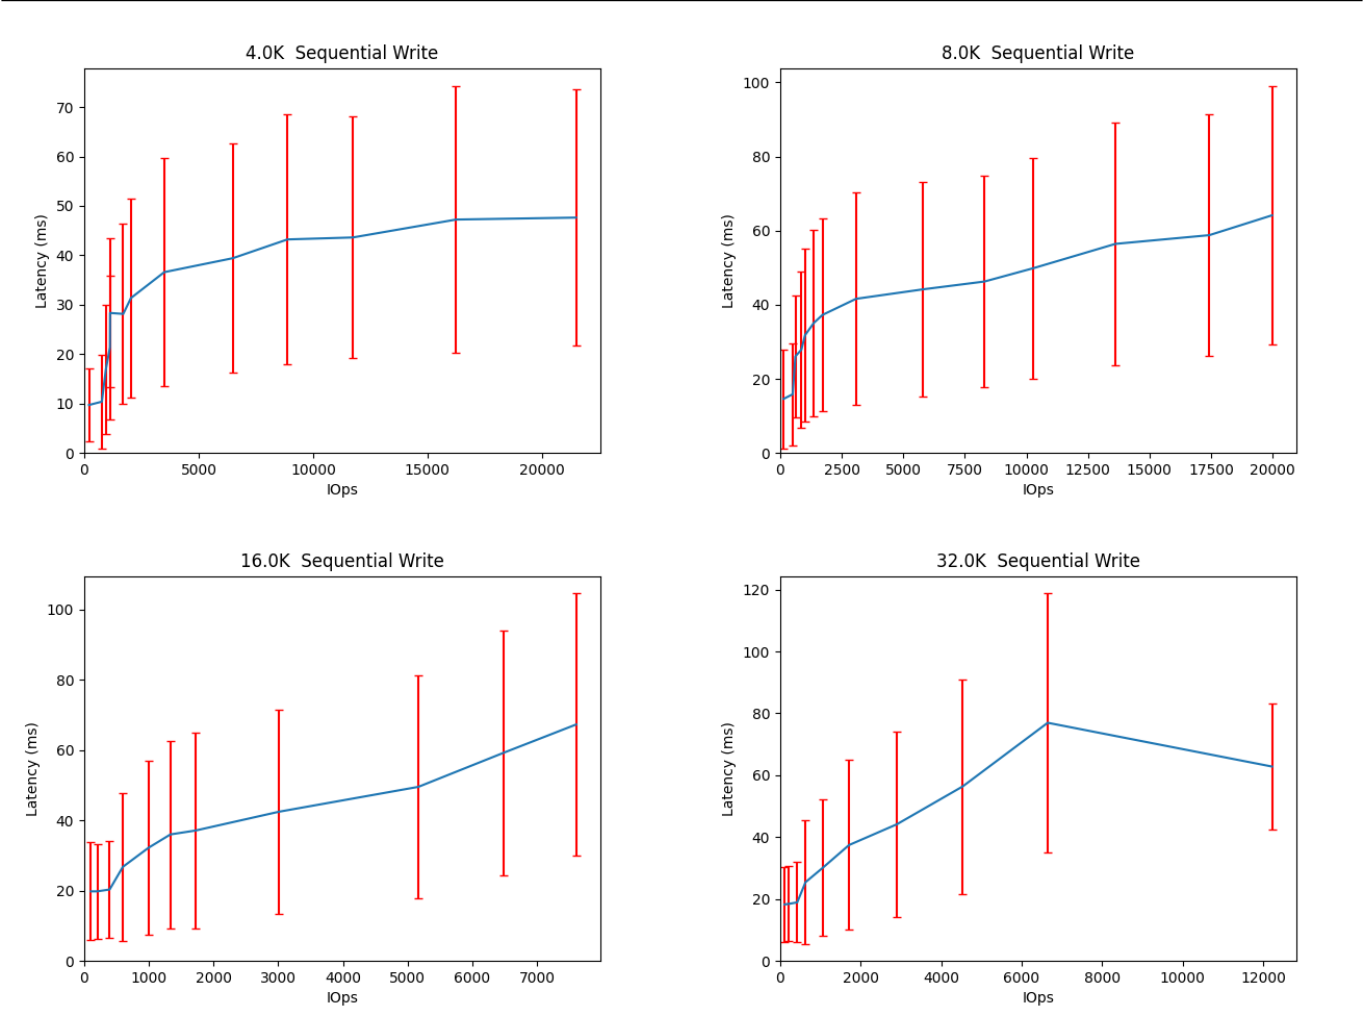 4.0K  Sequential Write
Latency (ms)
70
60
50
40
30
20
10
0
0 5000 10000 15000 20000
IOps
8.0K  Sequential Write
Latency (ms)
100
80
60
40
20
0
0 2500 5000 7500 10000 12500 15000 17500 20000
IOps
16.0K  Sequential Write
Latency (ms)
100
80
60
40
20
0
0 1000 2000 3000 4000 5000 6000 7000
IOps
32.0K  Sequential Write
Latency (ms)
120
100
80
60
40
20
0
0 2000 4000 6000 8000 10000 12000
IOps